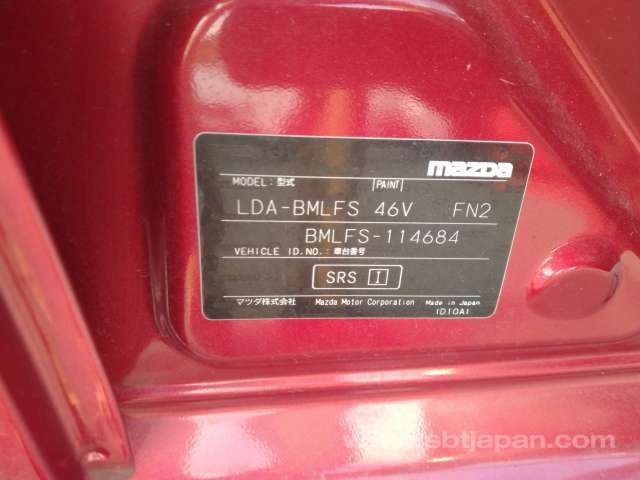 mazda
MODEL: 型式 PAINT
LDA-BMLFS 46V FN2
BMLFS-114684
VEHICLE ID.NO.: 車台番号
SRS I
マツダ株式会社 Mazda Motor Corporation Made in Japan
ID10A1
sbtjapan.com